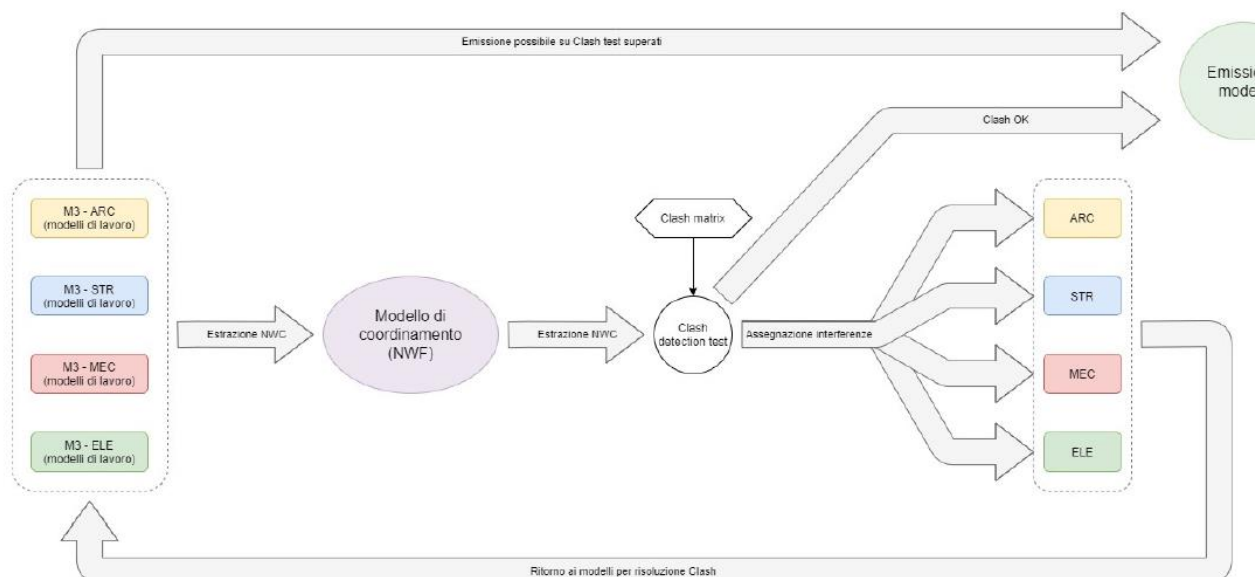 Emissione possibile su Clash test superati
Emissio
mode
Clash OK
M3 - ARC
(modelli di lavoro)
M3 - STR
(modelli di lavoro)
M3 - MEC
(modelli di lavoro)
M3 - ELE
(modelli di lavoro)
Estrazione NWC
Modello di
coordinamento
(NWF)
Estrazione NWC
Clash matrix
Clash
detection test
Assegnazione interferenze
ARC
STR
MEC
ELE
Ritorno ai modelli per risoluzione Clash